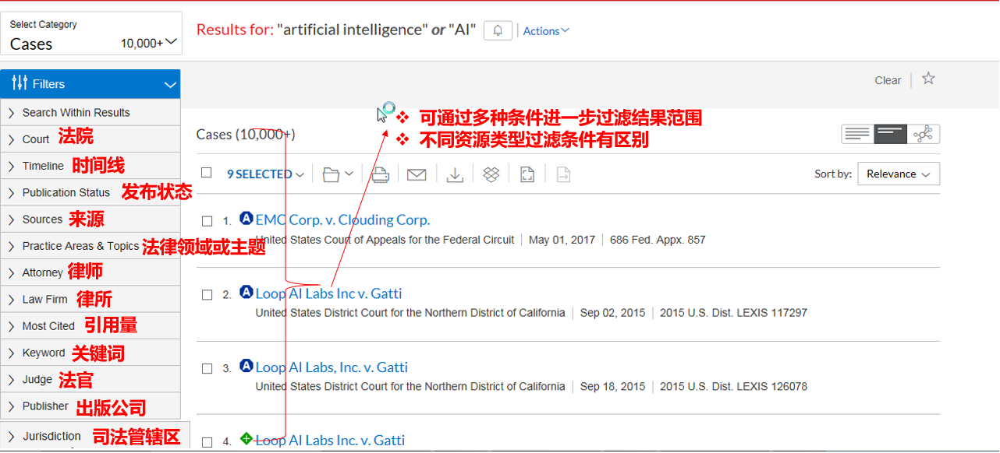 Select Category
Cases 10,000+
Results for: "artificial intelligence" or "AI"
Actions
Filters
Clear
Search Within Results
Court 法院
Timeline 时间线
Publication Status 发布状态
Sources 来源
Practice Areas & Topics 法律领域或主题
Attorney 律师
Law Firm 律所
Most Cited 引用量
Keyword 关键词
Judge 法官
Publisher 出版公司
Jurisdiction 司法管辖区
可通过多种条件进一步过滤结果范围
不同资源类型过滤条件有区别
Cases (10,000+)
9 SELECTED
Sort by: Relevance
1. A EMC Corp. v. Clouding Corp.
United States Court of Appeals for the Federal Circuit | May 01, 2017 | 686 Fed. Appx. 857
2. A Loop AI Labs Inc v. Gatti
United States District Court for the Northern District of California | Sep 02, 2015 | 2015 U.S. Dist. LEXIS 117297
3. A Loop AI Labs, Inc. v. Gatti
United States District Court for the Northern District of California | Sep 18, 2015 | 2015 U.S. Dist. LEXIS 126078
4. Loop AI Labs Inc. v. Gatti